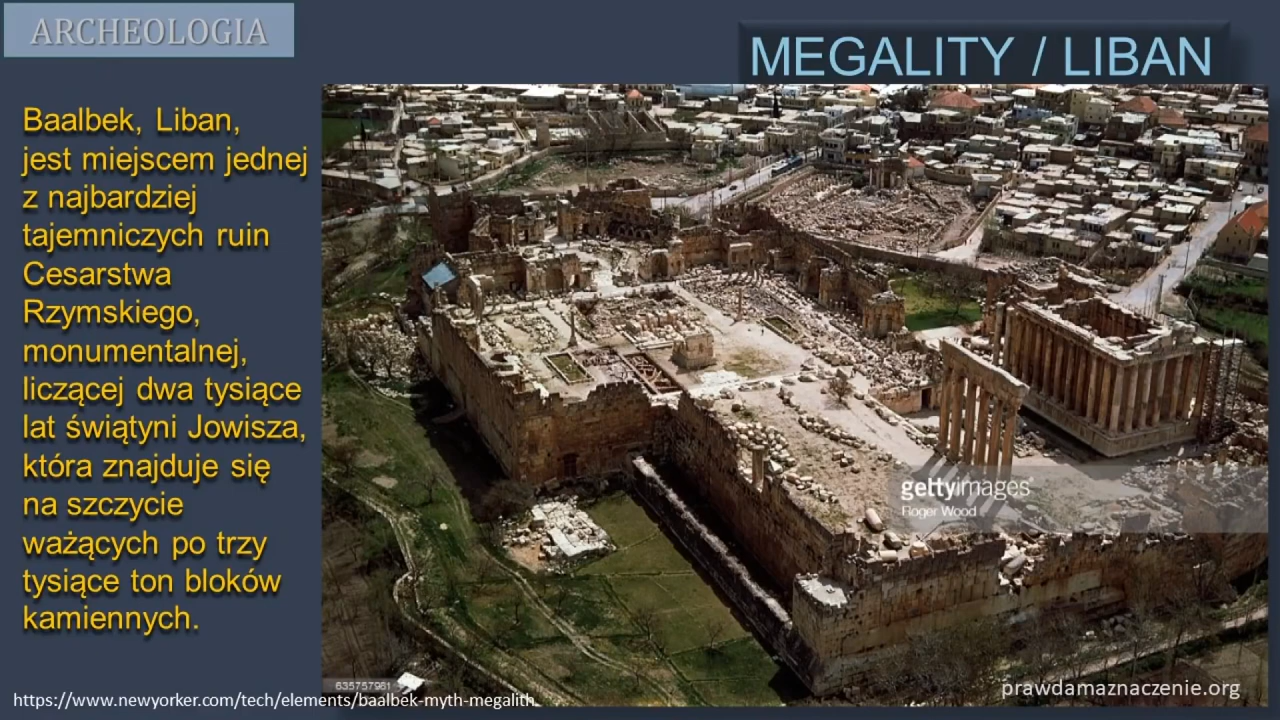 ARCHEOLOGIA
MEGALITY / LIBAN
Baalbek, Liban,
jest miejscem jednej
z najbardziej
tajemniczych ruin
Cesarstwa
Rzymskiego,
monumentalnej,
liczącej dwa tysiące
lat świątyni Jowisza,
która znajduje się
na szczycie
ważących po trzy
tysiące ton bloków
kamiennych.
gettyimages
Roger Wood
635757981
https://www.newyorker.com/tech/elements/baalbek-myth-megalith
prawdamaznaczenie.org